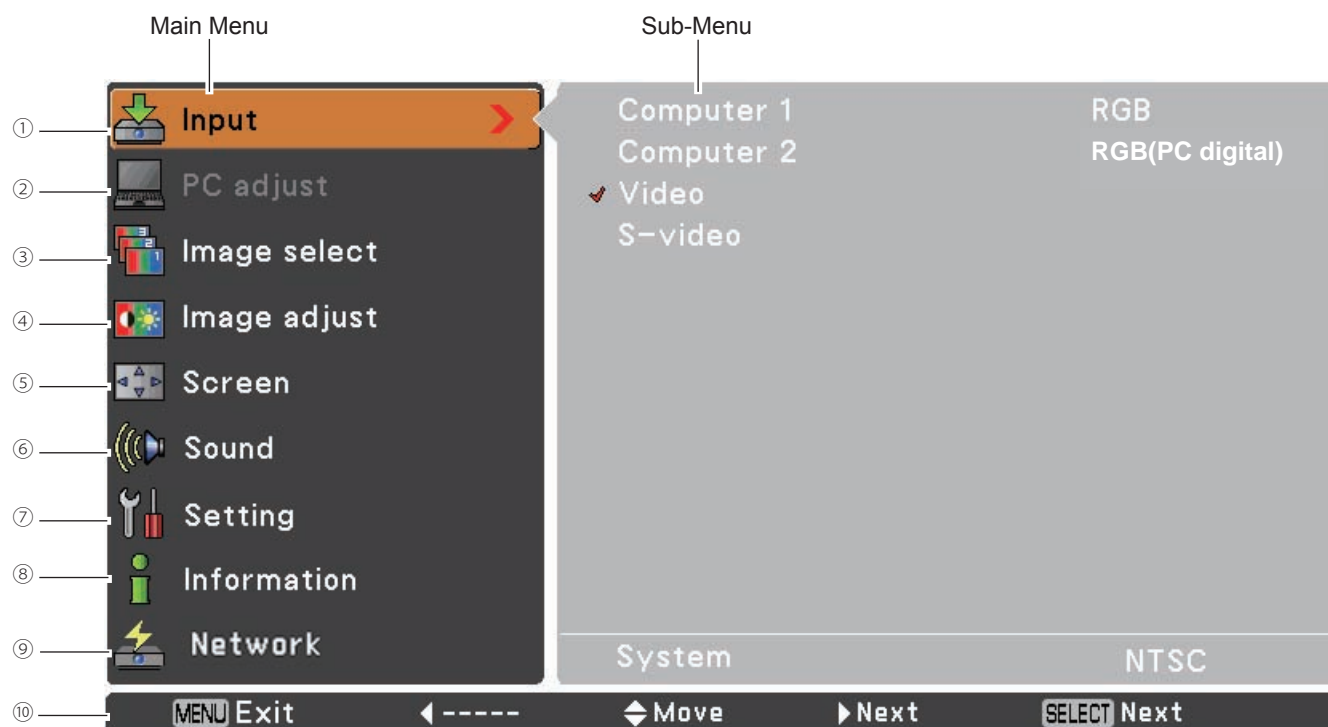 Main Menu Sub-Menu
① Input Computer 1 RGB
Computer 2 RGB(PC digital)
② PC adjust Video
S-video
③ Image select
④ Image adjust
⑤ Screen
⑥ Sound
⑦ Setting
⑧ Information
⑨ Network System NTSC
⑩ MENU Exit ----- Move Next SELECT Next